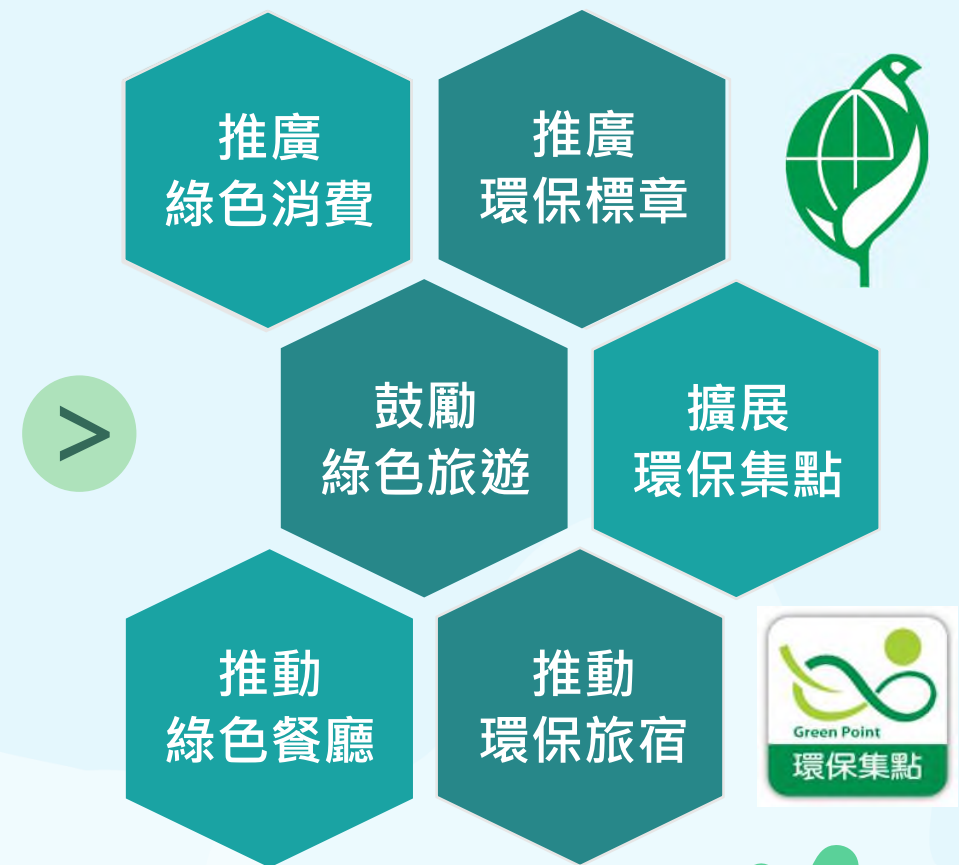 推廣
綠色消費
推廣
環保標章
>
鼓勵
綠色旅遊
擴展
環保集點
推動
綠色餐廳
推動
環保旅宿
Green Point
環保集點